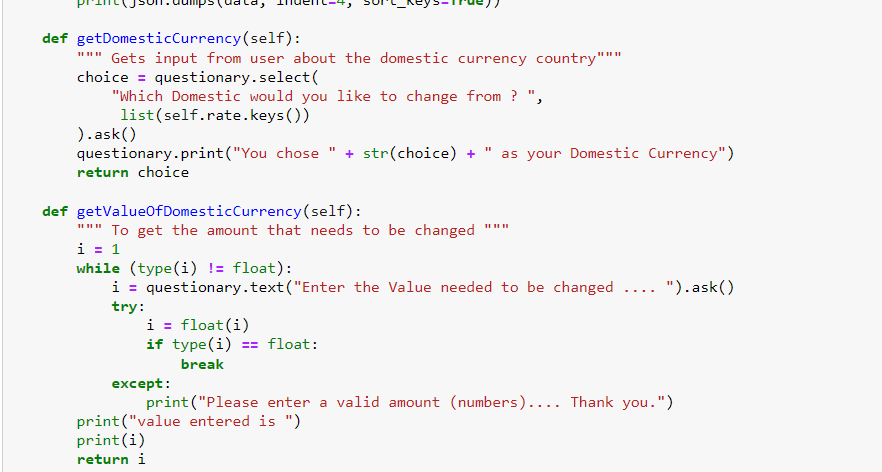 print(json.dumps(data, indent=4, sort_keys=True))
def getDomesticCurrency(self):
""" Gets input from user about the domestic currency country"""
choice = questionary.select(
"Which Domestic would you like to change from ? ",
list(self.rate.keys())
).ask()
questionary.print("You chose " + str(choice) + " as your Domestic Currency")
return choice
def getValueOfDomesticCurrency(self):
""" To get the amount that needs to be changed """
i = 1
while (type(i) != float):
i = questionary.text("Enter the Value needed to be changed .... ").ask()
try:
i = float(i)
if type(i) == float:
break
except:
print("Please enter a valid amount (numbers).... Thank you.")
print("value entered is ")
print(i)
return i